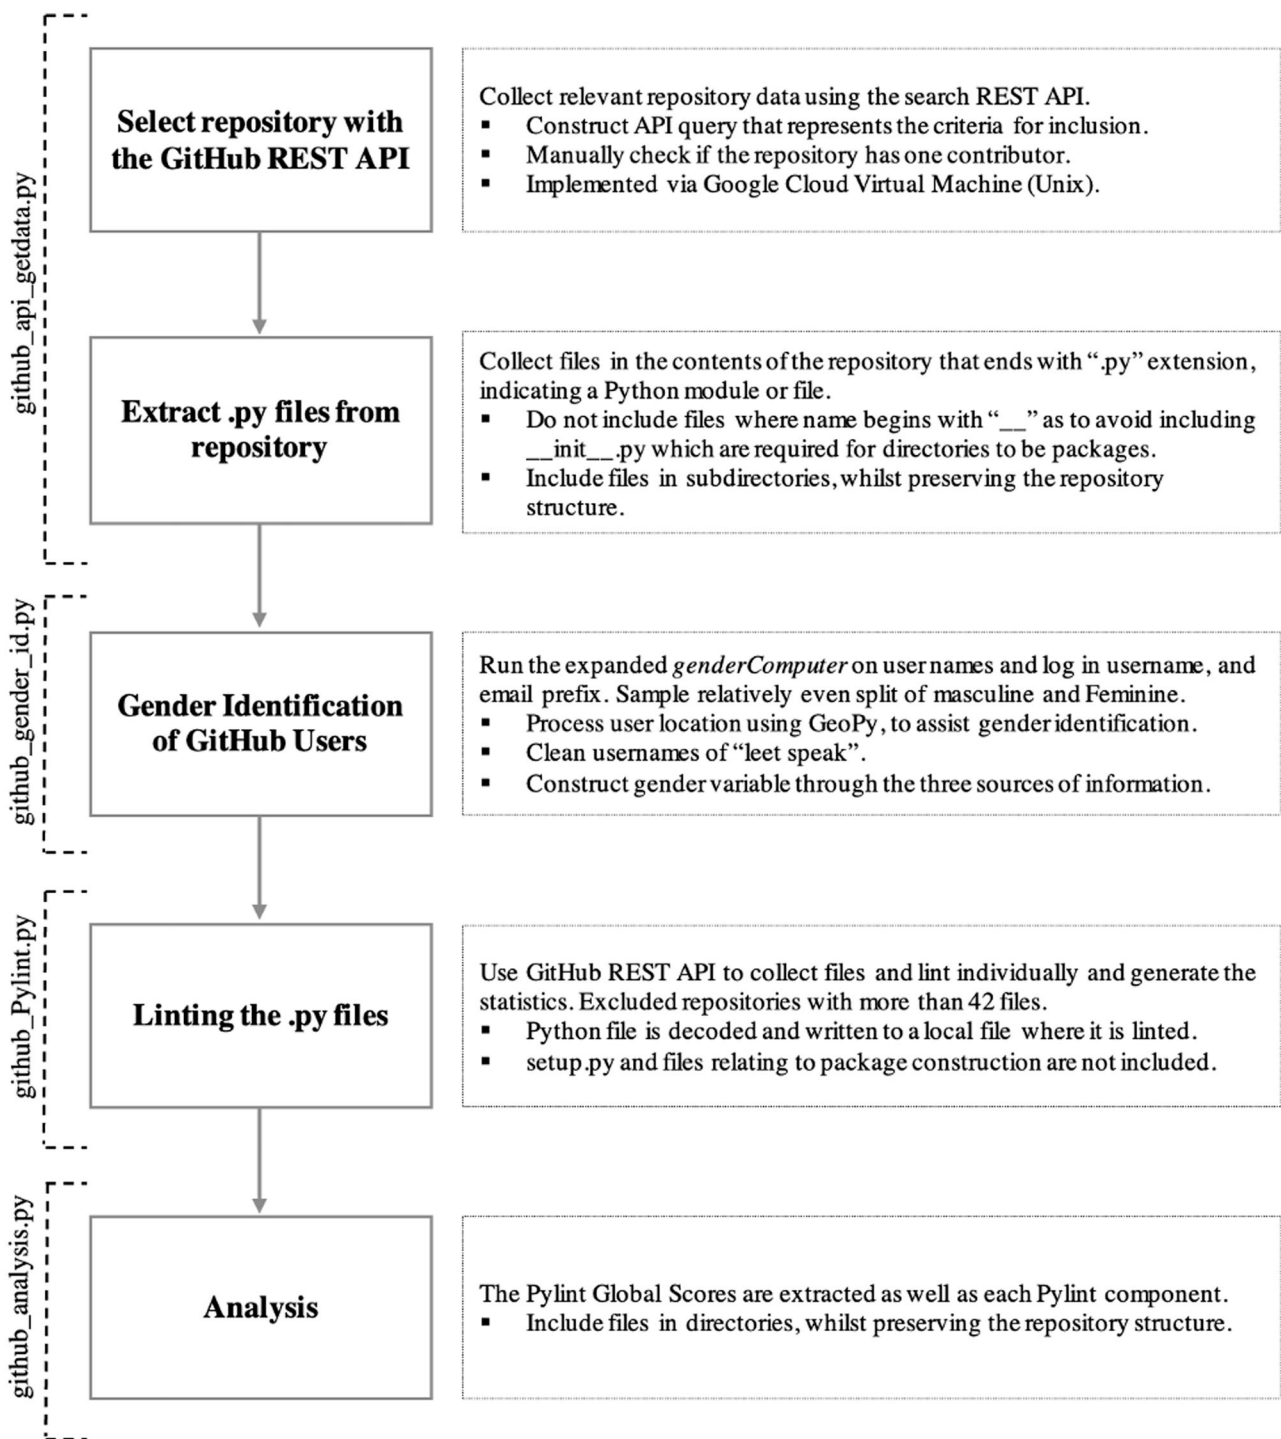 github_api_getdata.py
Select repository with
the GitHub REST API
Collect relevant repository data using the search REST API.
▪ Construct API query that represents the criteria for inclusion.
▪ Manually check if the repository has one contributor.
▪ Implemented via Google Cloud Virtual Machine (Unix).
Extract .py files from
repository
Collect files in the contents of the repository that ends with “.py” extension,
indicating a Python module or file.
▪ Do not include files where name begins with “__” as to avoid including
__init__.py which are required for directories to be packages.
▪ Include files in subdirectories, whilst preserving the repository
structure.
github_gender_id.py
Gender Identification
of GitHub Users
Run the expanded genderComputer on user names and log in username, and
email prefix. Sample relatively even split of masculine and Feminine.
▪ Process user location using GeoPy, to assist gender identification.
▪ Clean usernames of “leet speak”.
▪ Construct gender variable through the three sources of information.
github_Pylint.py
Linting the .py files
Use GitHub REST API to collect files and lint individually and generate the
statistics. Excluded repositories with more than 42 files.
▪ Python file is decoded and written to a local file where it is linted.
▪ setup.py and files relating to package construction are not included.
github_analysis.py
Analysis
The Pylint Global Scores are extracted as well as each Pylint component.
▪ Include files in directories, whilst preserving the repository structure.